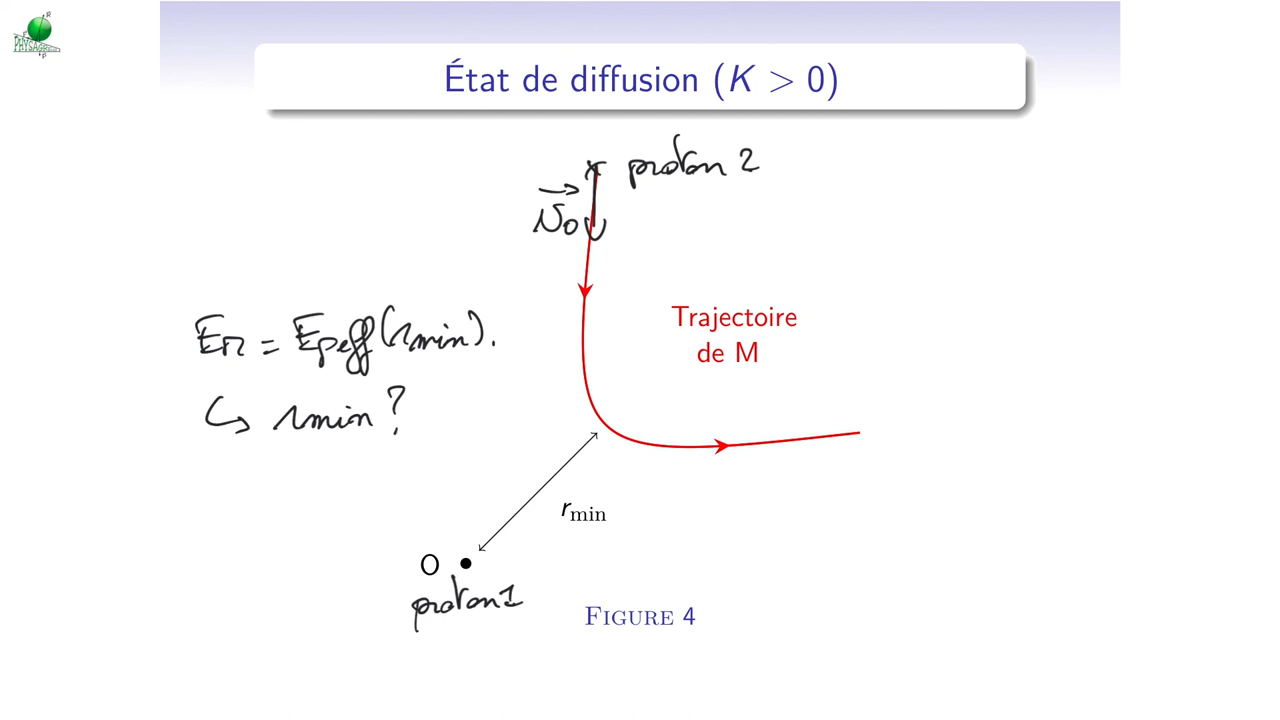 État de diffusion (K > 0)
proton 2
v₀
Trajectoire
de M
Em = Epeff(rmin).
↳ rmin ?
rmin
O
proton 1
FIGURE 4